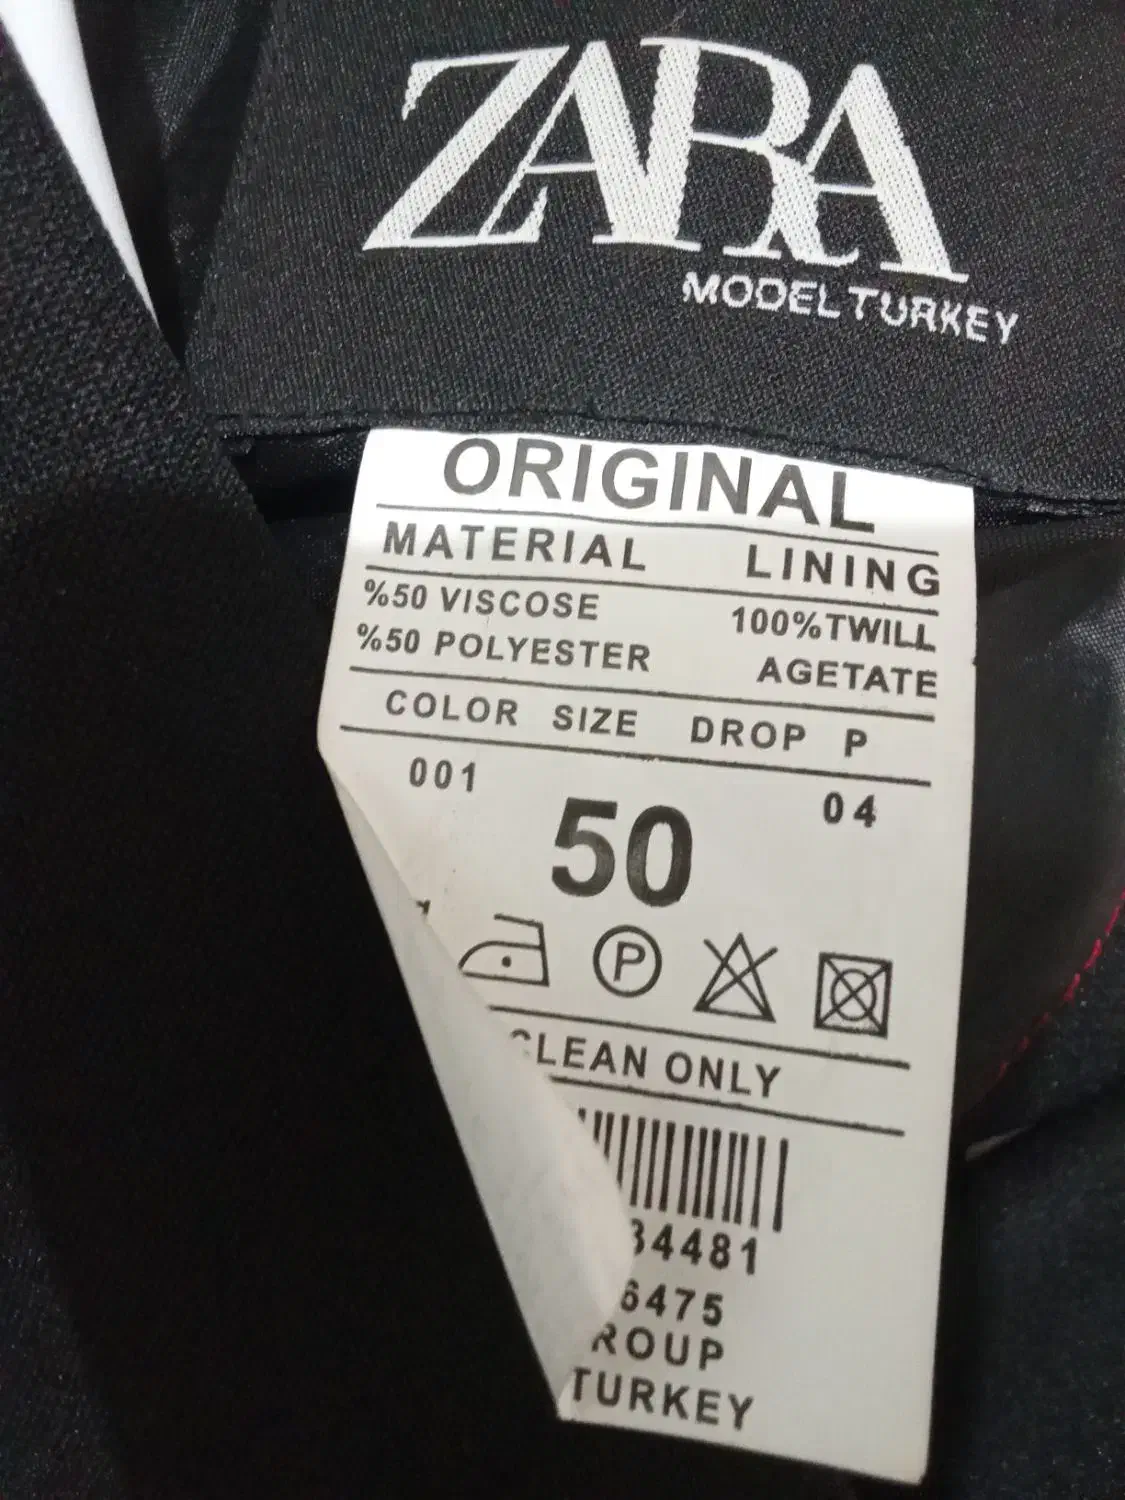 ZARA
MODEL TURKEY
ORIGINAL
MATERIAL LINING
%50 VISCOSE 100%TWILL
%50 POLYESTER AGETATE
COLOR SIZE DROP P
001 50 04
P
CLEAN ONLY
34481
6475
ROUP
TURKEY